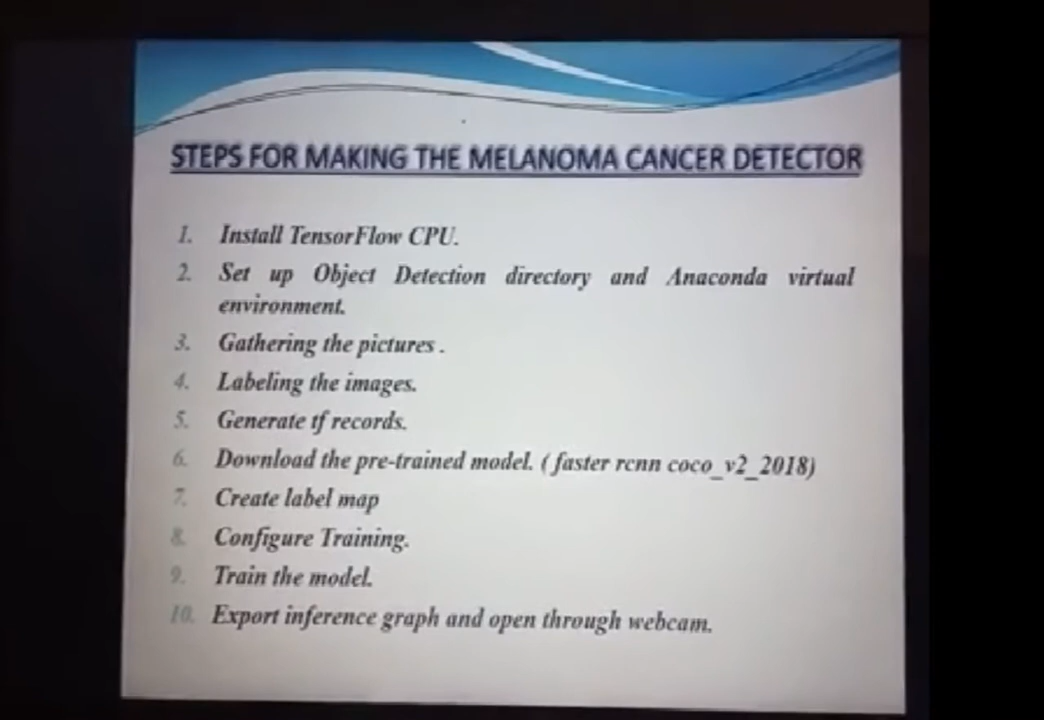 STEPS FOR MAKING THE MELANOMA CANCER DETECTOR
1. Install TensorFlow CPU.
2. Set up Object Detection directory and Anaconda virtual
environment.
3. Gathering the pictures .
4. Labeling the images.
5. Generate tf records.
6. Download the pre-trained model. ( faster rcnn coco_v2_2018)
7. Create label map
8. Configure Training.
9. Train the model.
10. Export inference graph and open through webcam.